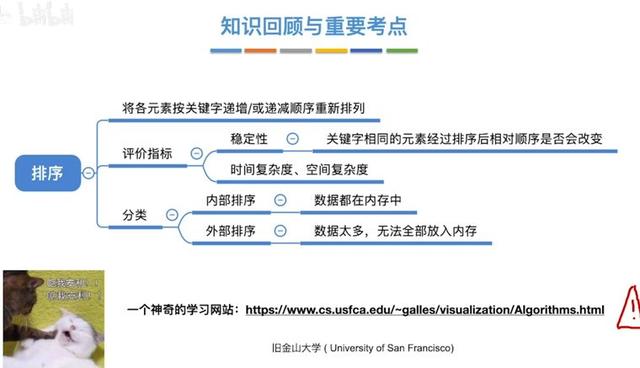 bilibili
知识回顾与重要考点
将各元素按关键字递增/或递减顺序重新排列
稳定性
关键字相同的元素经过排序后相对顺序是否会改变
评价指标
时间复杂度、空间复杂度
排序
内部排序
数据都在内存中
分类
外部排序
数据太多，无法全部放入内存
一个神奇的学习网站：https://www.cs.usfca.edu/~galles/visualization/Algorithms.html
旧金山大学 ( University of San Francisco)